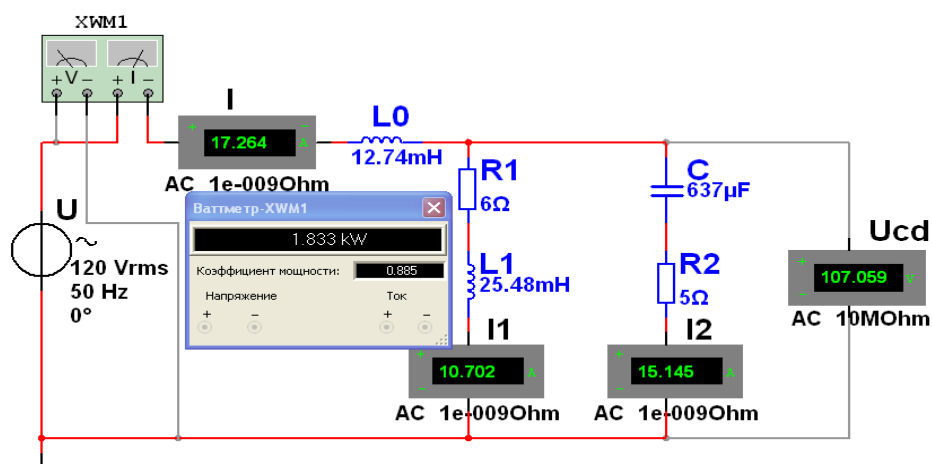 XWM1
+V- + I -
I
+ 17.264 - A
AC 1e-009Ohm
L0
12.74mH
R1
6Ω
L1
25.48mH
C
637µF
R2
5Ω
Ucd
+ 107.059 V
-
AC 10MOhm
U
120 Vrms
50 Hz
0°
Ваттметр-XWM1
1.833 kW
Коэффициент мощности: 0.885
Напряжение Ток
+ - + -
I1
+ 10.702 A
-
AC 1e-009Ohm
I2
+ 15.145 A
-
AC 1e-009Ohm